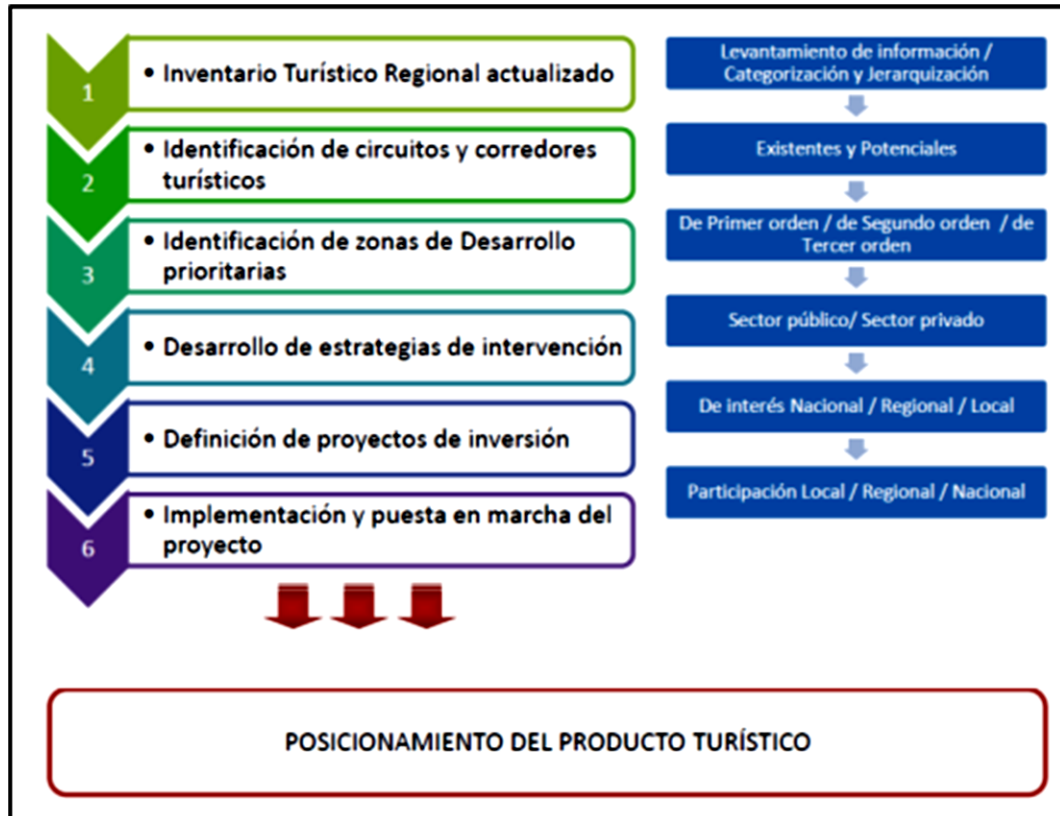 1
• Inventario Turístico Regional actualizado
Levantamiento de información /
Categorización y Jerarquización
2
• Identificación de circuitos y corredores
turísticos
Existentes y Potenciales
3
• Identificación de zonas de Desarrollo
prioritarias
De Primer orden / de Segundo orden / de
Tercer orden
4
• Desarrollo de estrategias de intervención
Sector público/ Sector privado
5
• Definición de proyectos de inversión
De interés Nacional / Regional / Local
6
• Implementación y puesta en marcha del
proyecto
Participación Local / Regional / Nacional
POSICIONAMIENTO DEL PRODUCTO TURÍSTICO